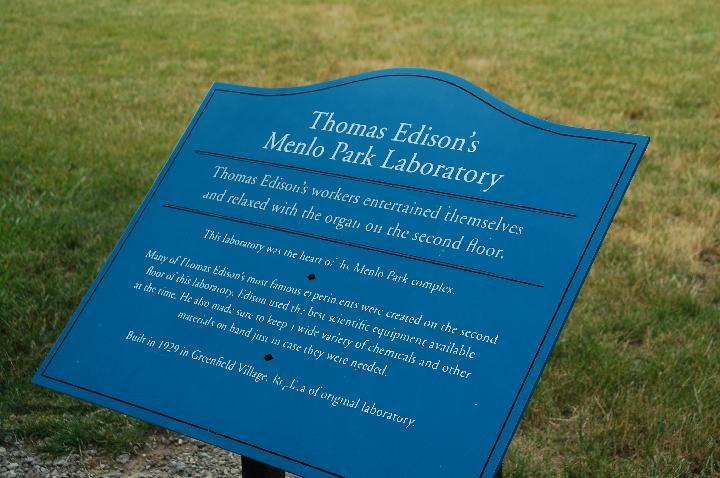 Thomas Edison's
Menlo Park Laboratory
Thomas Edison's workers entertained themselves
and relaxed with the organ on the second floor.
This laboratory was the heart of the Menlo Park complex.
Many of Thomas Edison's most famous experiments were created on the second
floor of this laboratory. Edison used the best scientific equipment available
at the time. He also made sure to keep a wide variety of chemicals and other
materials on hand just in case they were needed.
Built in 1929 in Greenfield Village. Replica of original laboratory.